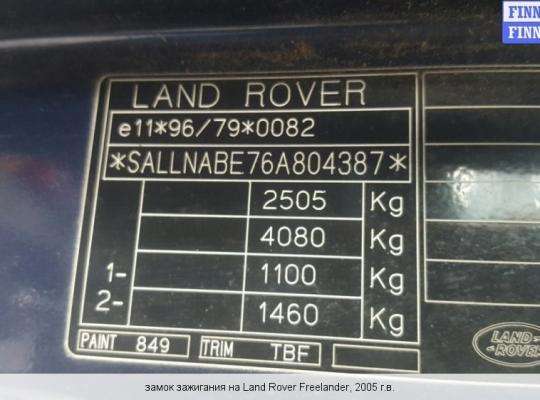 FINN
FINN
LAND ROVER
e11*96/79*0082
*SALLNABE76A804387*
2505 Kg
4080 Kg
1- 1100 Kg
2- 1460 Kg
PAINT 849 TRIM TBF
LAND-
ROVER
замок зажигания на Land Rover Freelander, 2005 г.в.